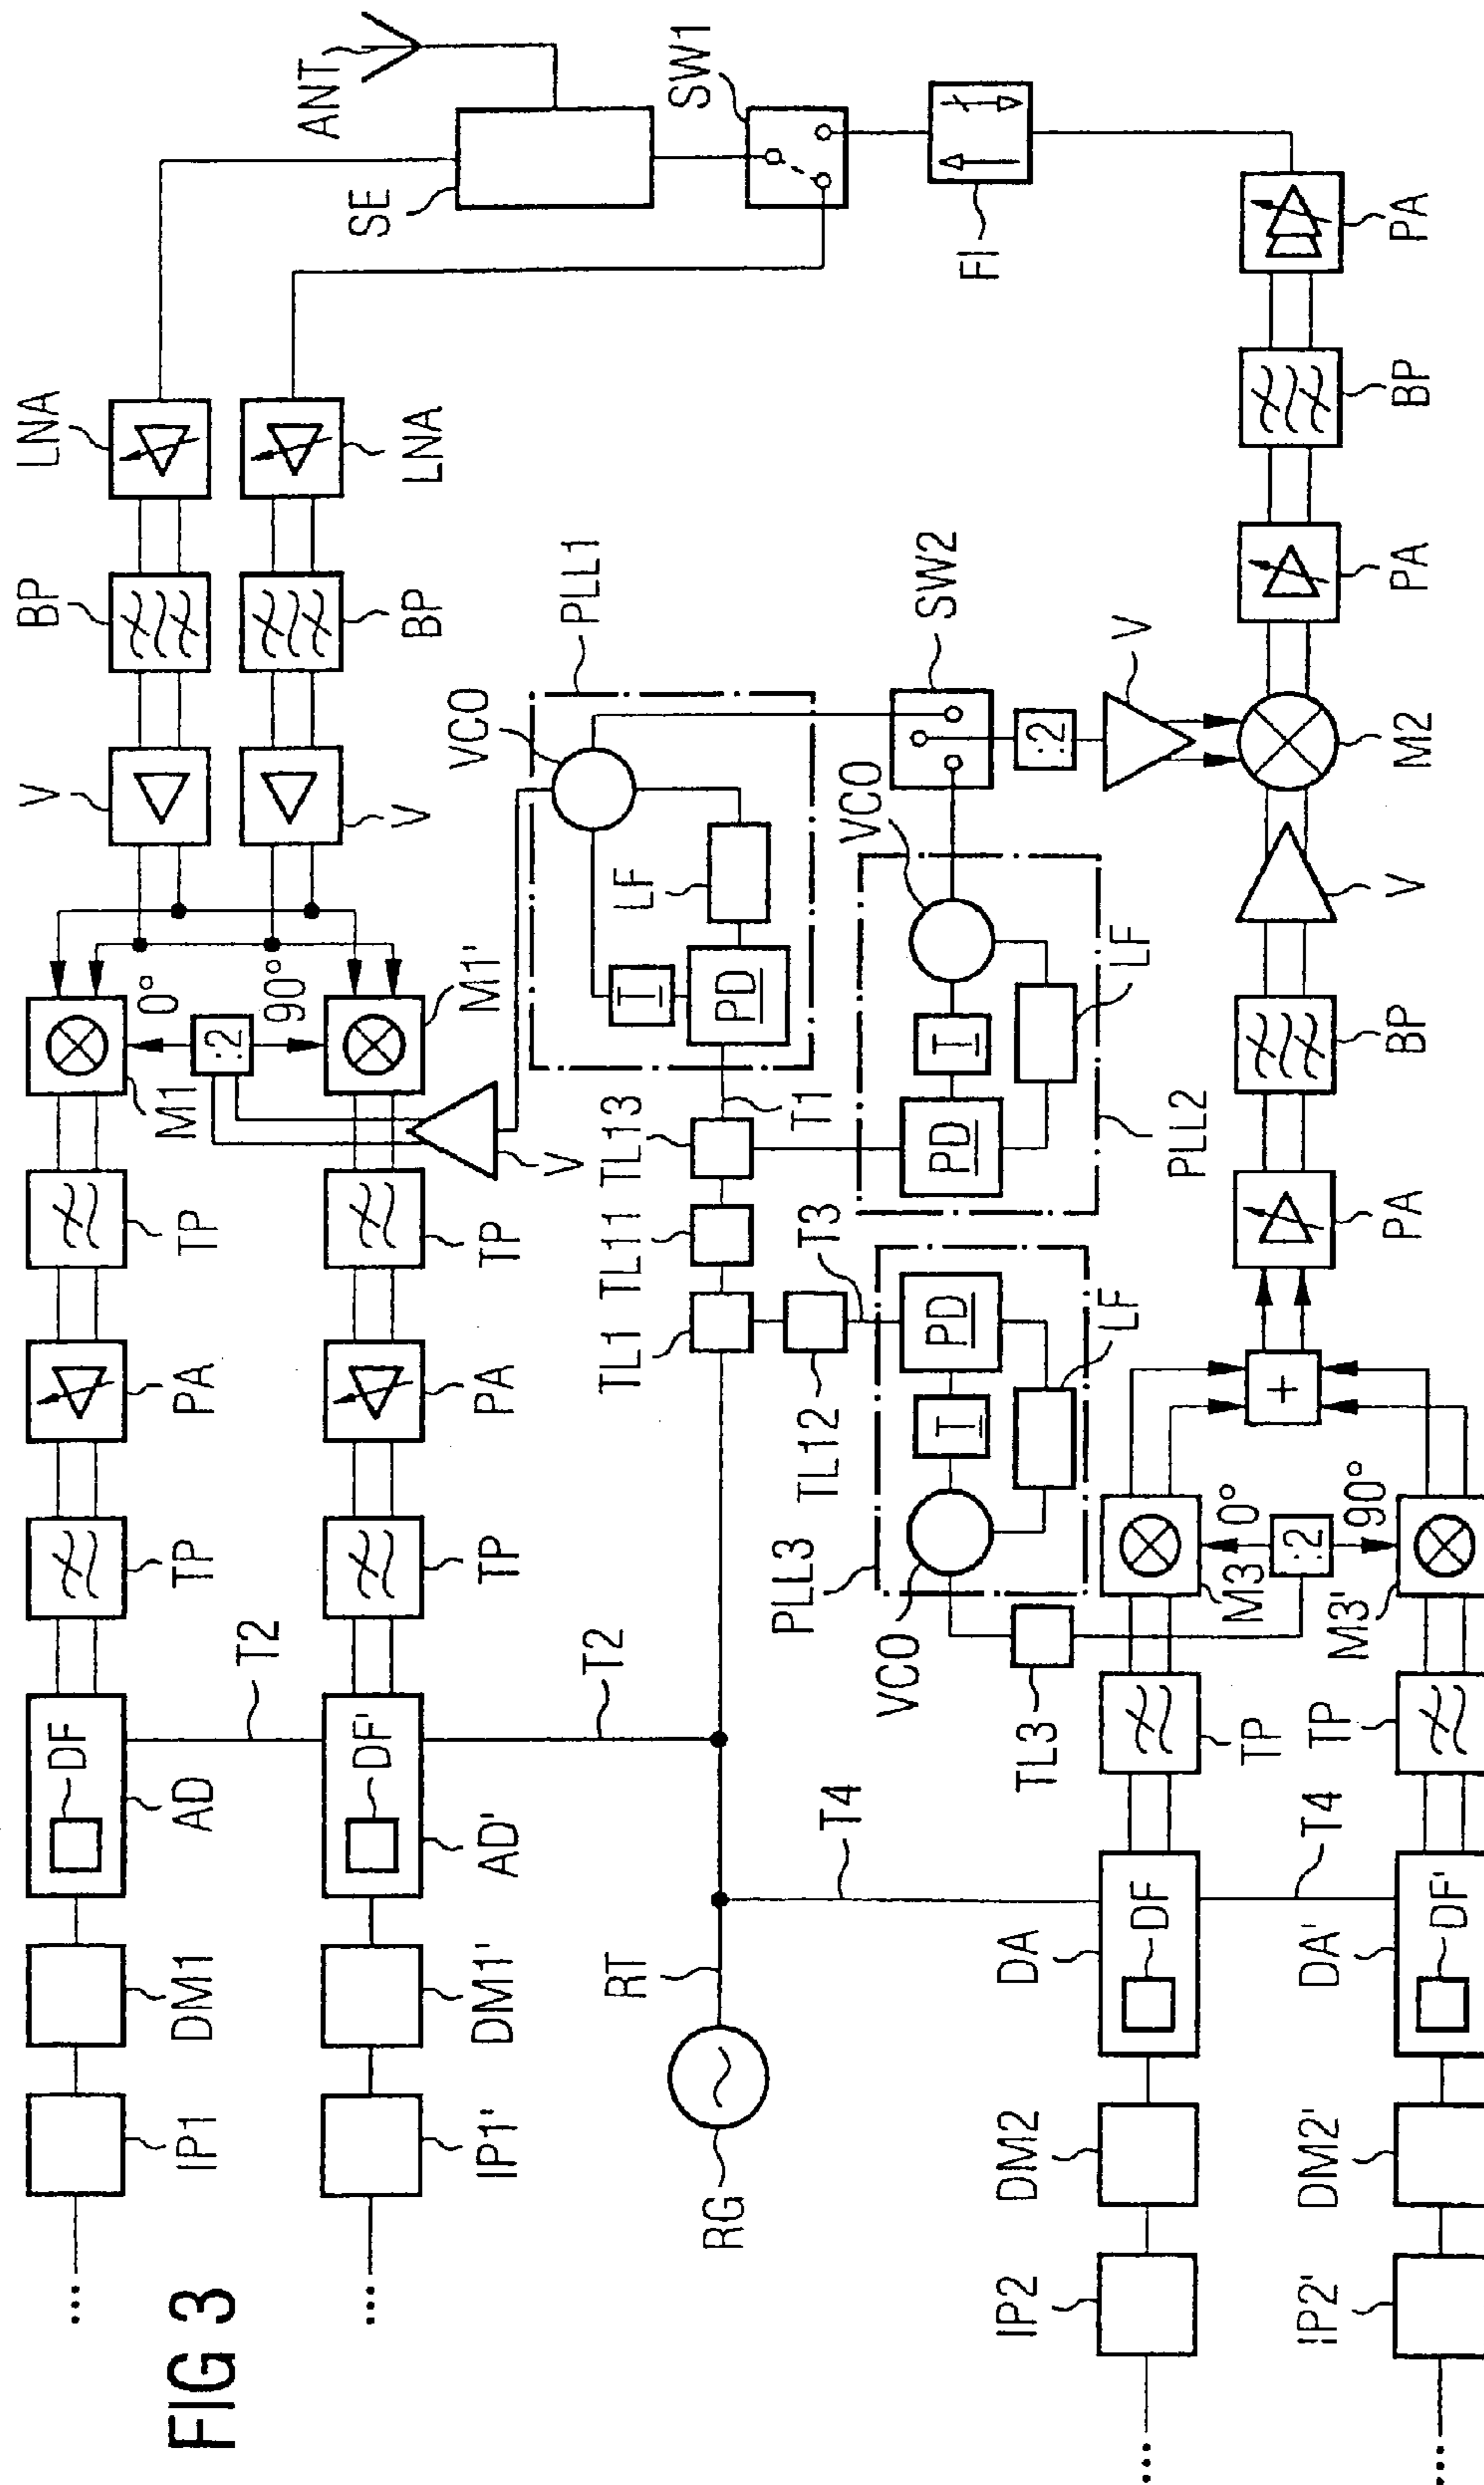 FIG 3
ANT
SE
SW1
FI
LNA
LNA
BP
BP
V
V
M1
0°
:2
90°
M1'
V
TP
TP
PA
PA
TP
TP
T2
T2
DF
AD
DF'
AD'
DM1
DM1'
IP1
IP1'
...
...
PLL1
VCO
LF
T
PD
T1
TL13
TL11
TL1
TL12
T3
SW2
:2
V
M2
VCO
T
PD
LF
PLL2
PLL3
PD
T
LF
VCO
TL3
RT
RG
T4
T4
PA
BP
PA
V
BP
PA
+
M3
0°
:2
90°
M3'
TP
TP
DA
DF
DA'
DF'
DM2
DM2'
IP2
IP2'
...
...